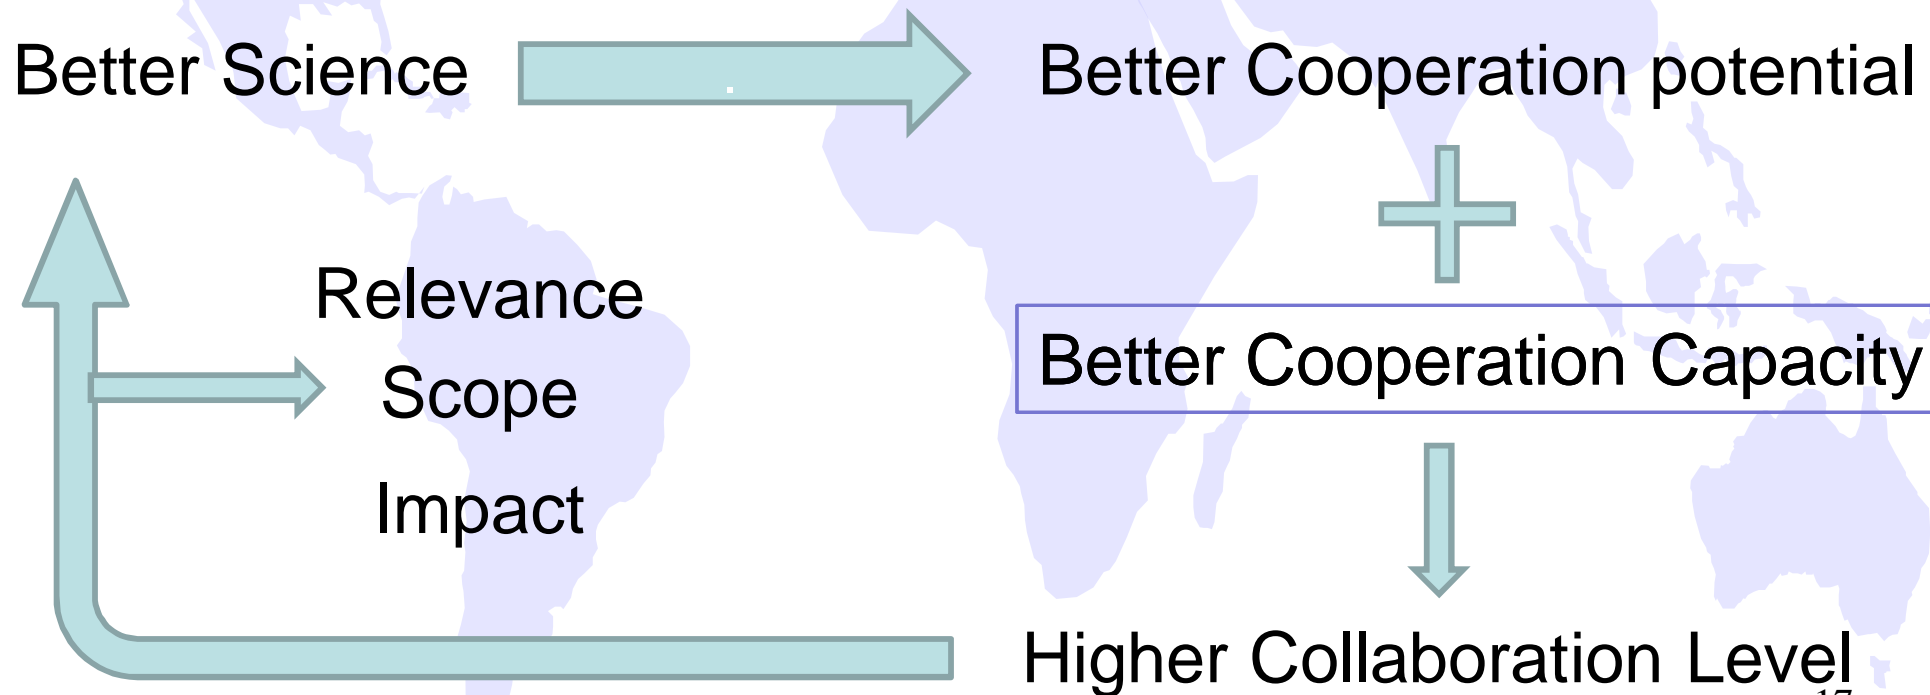 Better Science
Better Cooperation potential
Relevance
Scope
Impact
Better Cooperation Capacity
Higher Collaboration Level